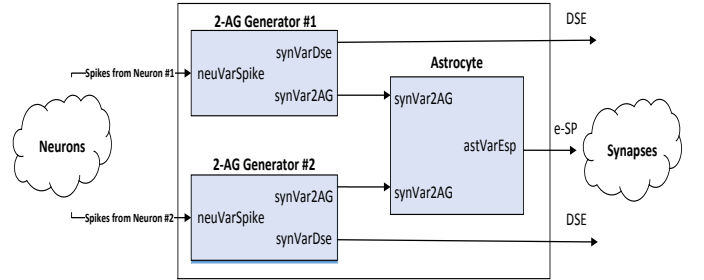 2-AG Generator #1
DSE
synVarDse
Astrocyte
Spikes from Neuron #1
neuVarSpike
synVar2AG
synVar2AG
e-SP
Neurons
astVarEsp
Synapses
2-AG Generator #2
synVar2AG
synVar2AG
Spikes from Neuron #2
neuVarSpike
DSE
synVarDse